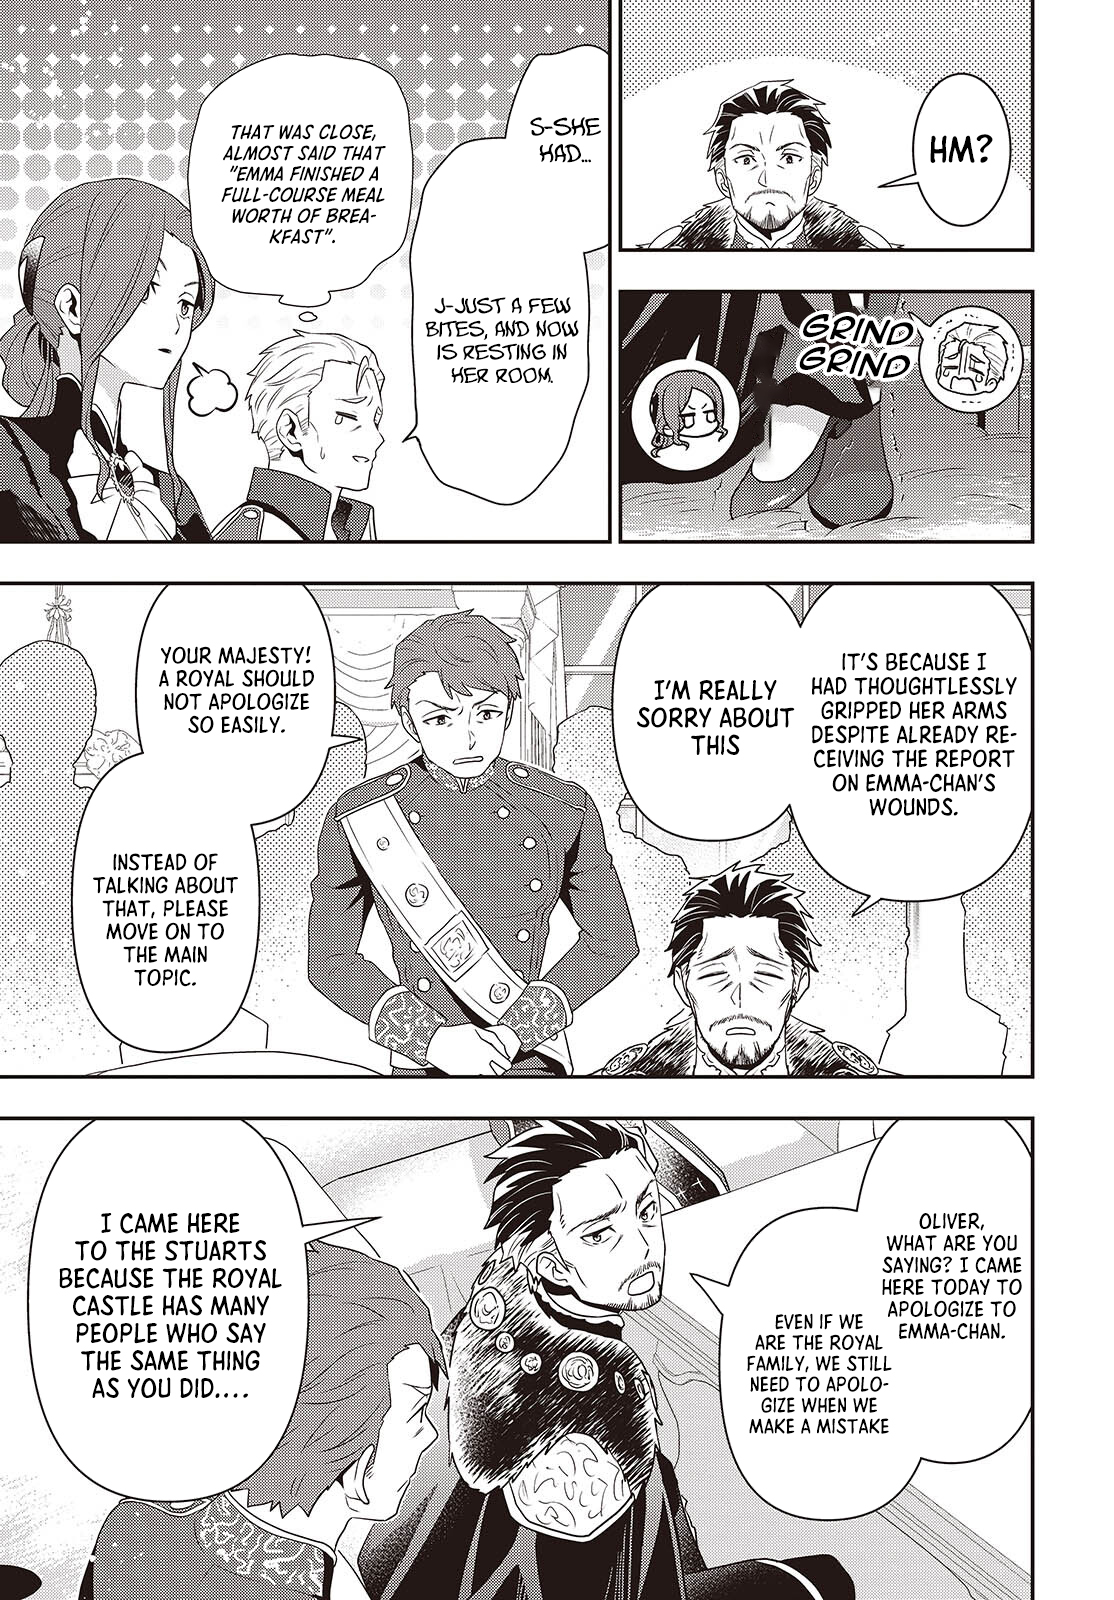 HM?
GRIND
GRIND
S-SHE
HAD...
J-JUST A FEW
BITES, AND NOW
IS RESTING IN
HER ROOM.
THAT WAS CLOSE,
ALMOST SAID THAT
"EMMA FINISHED A
FULL-COURSE MEAL
WORTH OF BREA-
KFAST".
IT'S BECAUSE I
HAD THOUGHTLESSLY
GRIPPED HER ARMS
DESPITE ALREADY RE-
CEIVING THE REPORT
ON EMMA-CHAN'S
WOUNDS.
I'M REALLY
SORRY ABOUT
THIS
YOUR MAJESTY!
A ROYAL SHOULD
NOT APOLOGIZE
SO EASILY.
INSTEAD OF
TALKING ABOUT
THAT, PLEASE
MOVE ON TO
THE MAIN
TOPIC.
OLIVER,
WHAT ARE YOU
SAYING? I CAME
HERE TODAY TO
APOLOGIZE TO
EMMA-CHAN.
EVEN IF WE
ARE THE ROYAL
FAMILY, WE STILL
NEED TO APOLO-
GIZE WHEN WE
MAKE A MISTAKE
I CAME HERE
TO THE STUARTS
BECAUSE THE ROYAL
CASTLE HAS MANY
PEOPLE WHO SAY
THE SAME THING
AS YOU DID....